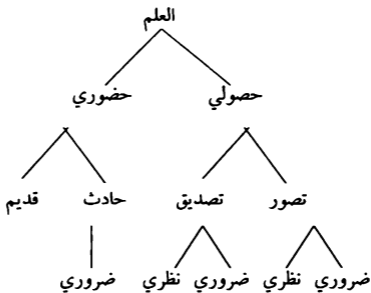 العلم
حصولي حضوري
تصور تصديق حادث قديم
ضروري نظري ضروري نظري ضروري